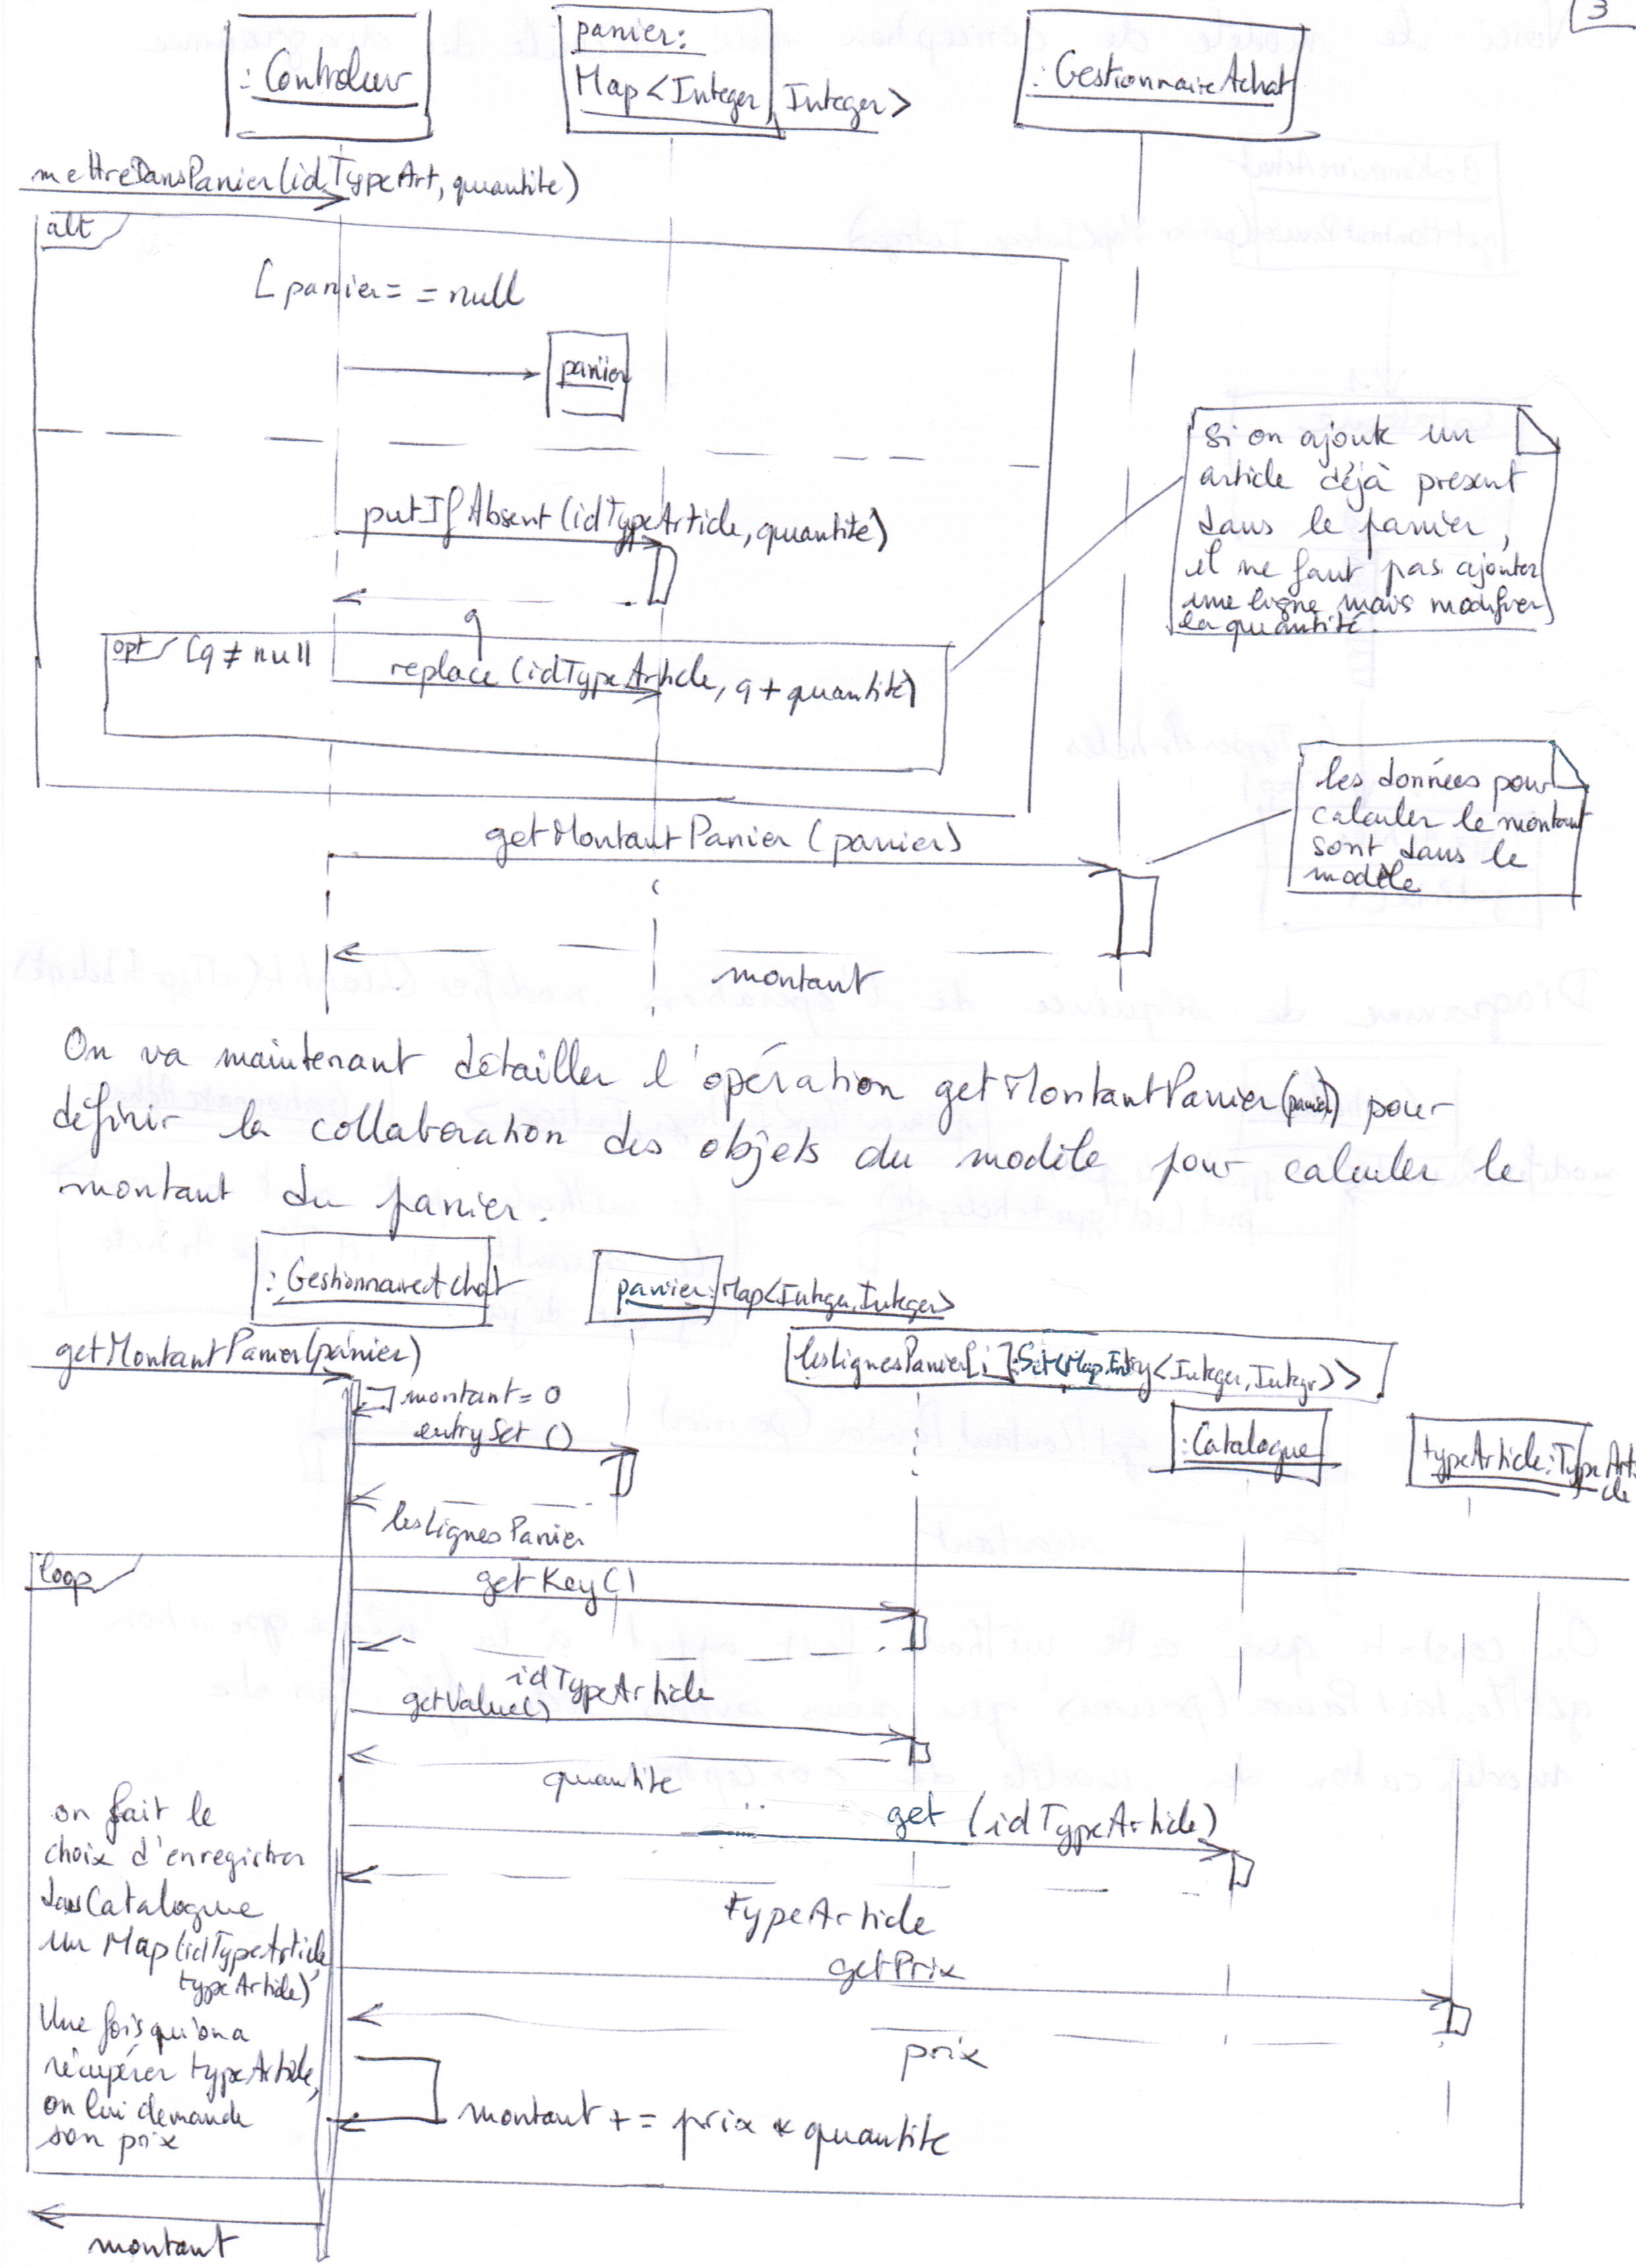 3
: Controleur
panier:
Map<Integer, Integer>
: GestionnaireAchat
mettreDansPanier(idTypeArt, quantite)
alt
[panier==null
panier
si on ajoute un
article déjà présent
dans le panier,
il ne faut pas ajouter
une ligne mais modifier
la quantité.
putIfAbsent(idTypeArticle, quantité)
q
opt [q ≠ null
replace(idTypeArticle, q + quantité)
les données pour
calculer le montant
sont dans le
modèle
getMontantPanier(panier)
montant
On va maintenant détailler l'opération getMontantPanier(panier) pour
définir la collaboration des objets du modèle pour calculer le
montant du panier.
: GestionnaireAchat
panier: Map<Integer, Integer>
getMontantPanier(panier)
lesLignesPanier[i]: Set<Map.Entry<Integer, Integer>>
montant = 0
entrySet()
:Catalogue
typeArticle: TypeArti
cle
lesLignesPanier
loop
getKey()
idTypeArticle
getValue()
quantite
get (idTypeArticle)
typeArticle
getPrix
prix
on fait le
choix d'enregistrer
dans Catalogue
un Map(idTypeArticle,
typeArticle)
Une fois qu'on a
récupérer typeArticle,
on lui demande
son prix
montant += prix * quantite
montant